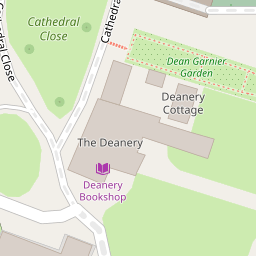 Cathedral
Close
Cathedral
Dean Garnier
Garden
Cathedral Close
Deanery
Cottage
The Deanery
Deanery
Bookshop